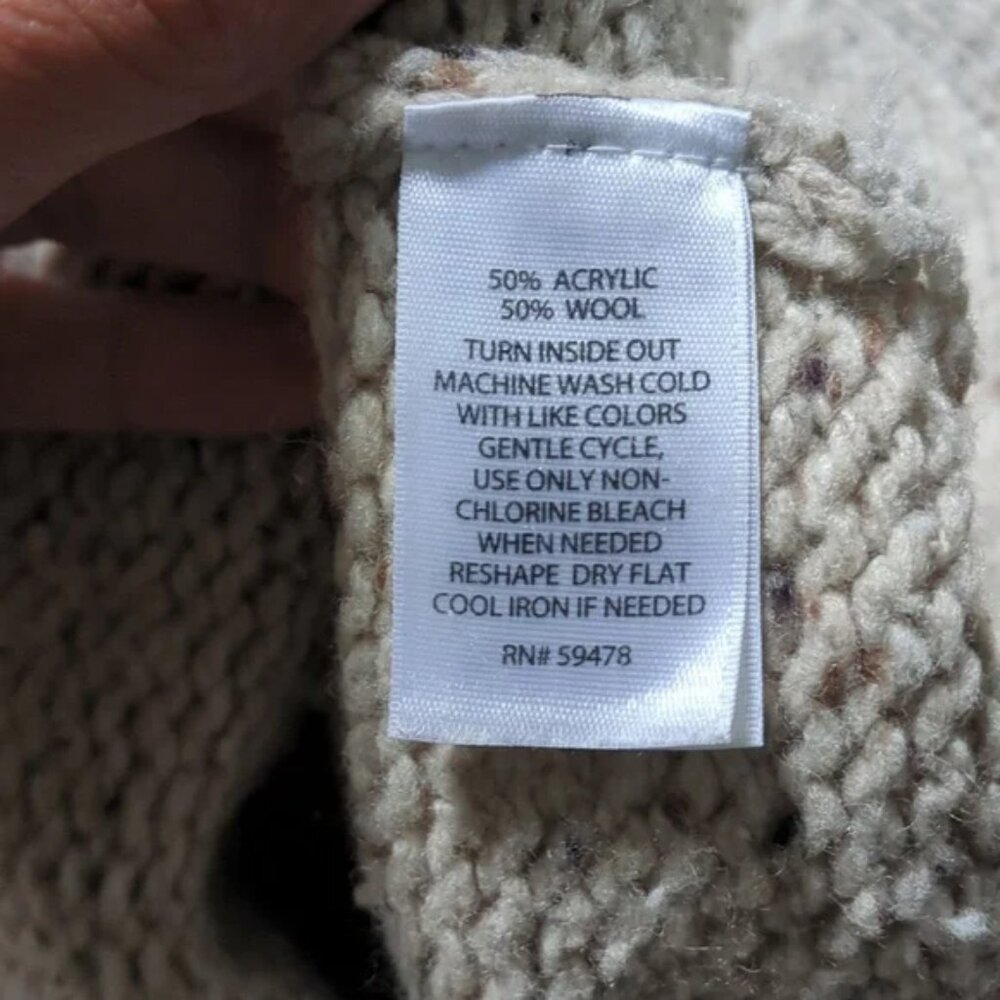 50% ACRYLIC
50% WOOL
TURN INSIDE OUT
MACHINE WASH COLD
WITH LIKE COLORS
GENTLE CYCLE,
USE ONLY NON-
CHLORINE BLEACH
WHEN NEEDED
RESHAPE DRY FLAT
COOL IRON IF NEEDED
RN# 59478